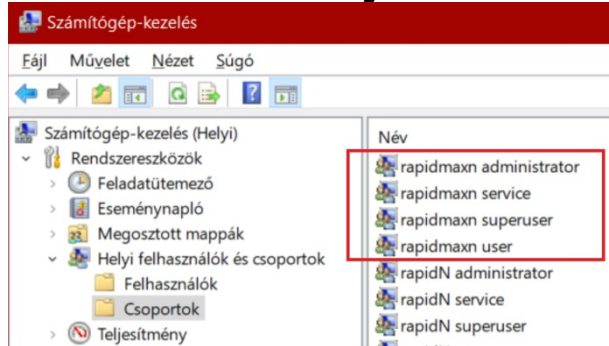 Számítógép-kezelés
Fájl Művelet Nézet Súgó
Számítógép-kezelés (Helyi)
Rendszereszközök
Feladatütemező
Eseménynapló
Megosztott mappák
Helyi felhasználók és csoportok
Felhasználók
Csoportok
Teljesítmény
Név
rapidmaxn administrator
rapidmaxn service
rapidmaxn superuser
rapidmaxn user
rapidN administrator
rapidN service
rapidN superuser